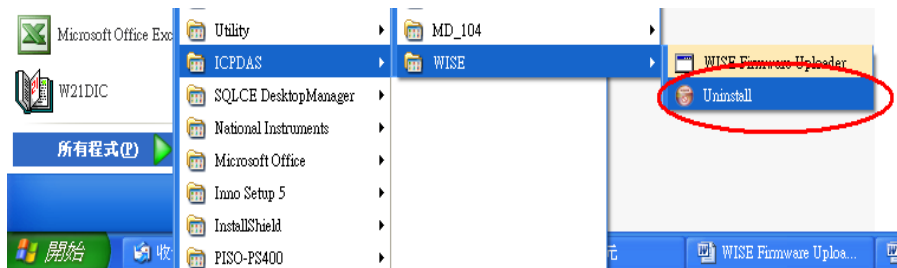 Microsoft Office Exc
W21DIC
所有程式(P)
開始
收
Utility
ICPDAS
SQLCE DesktopManager
National Instruments
Microsoft Office
Inno Setup 5
InstallShield
PISO-PS400
MD_104
WISE
WISE Firmware Uploader
Uninstall
元
WISE Firmware Uploa...